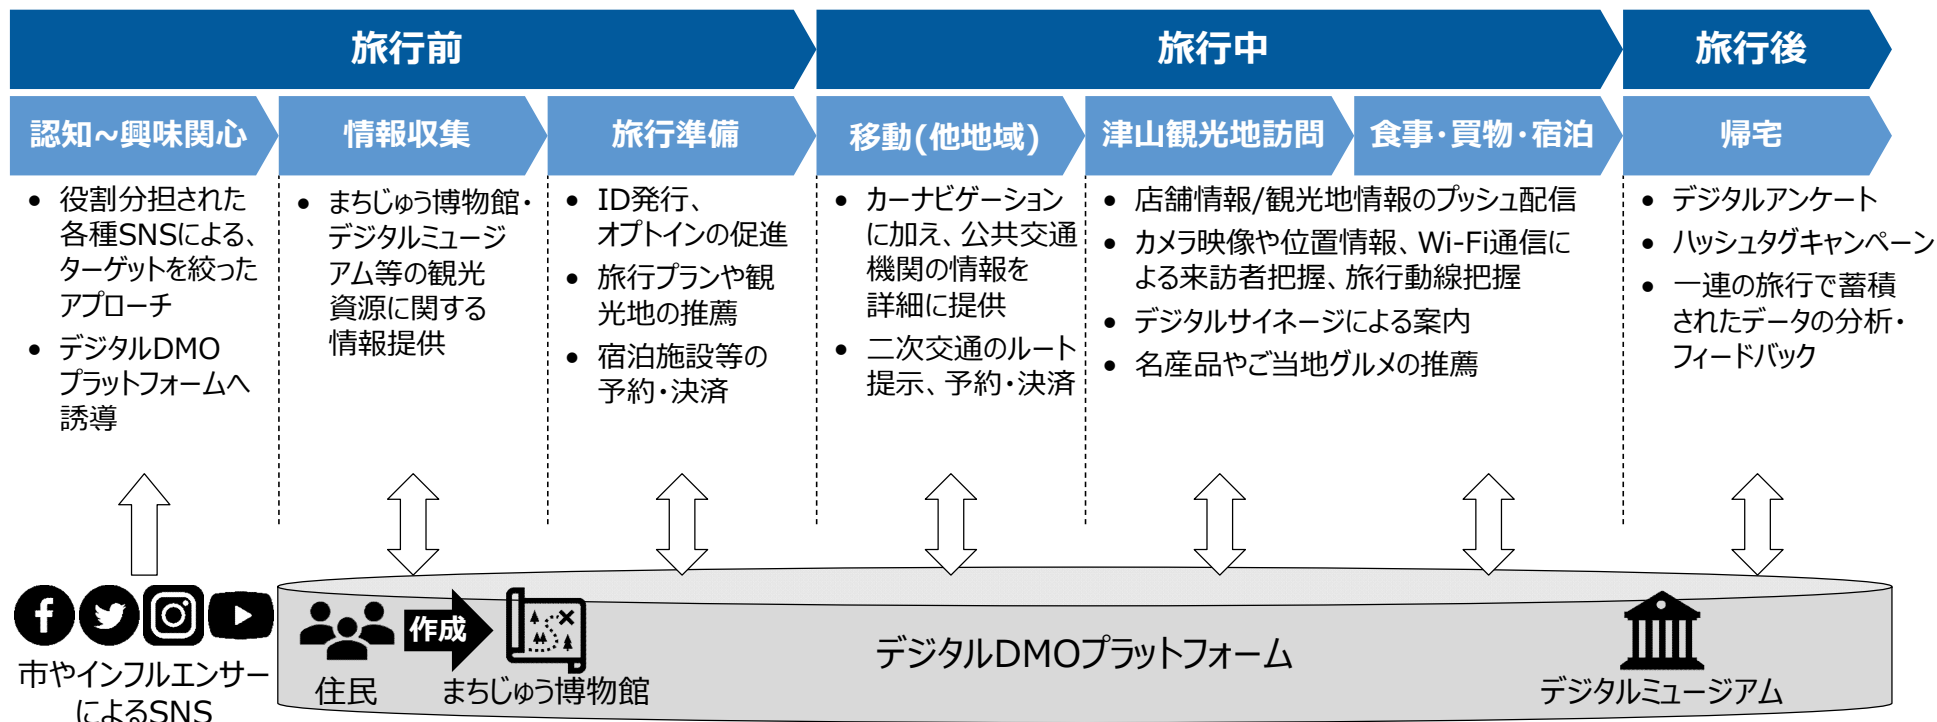 旅行前
旅行中
旅行後
認知~興味関心
情報収集
旅行準備
移動(他地域)
津山観光地訪問
食事・買物・宿泊
帰宅
• 役割分担された
各種SNSによる、
ターゲットを絞った
アプローチ
• デジタルDMO
プラットフォームへ
誘導
• まちじゅう博物館・
デジタルミュージ
アム等の観光
資源に関する
情報提供
• ID発行、
オプトインの促進
• 旅行プランや観
光地の推薦
• 宿泊施設等の
予約・決済
• カーナビゲーション
に加え、公共交通
機関の情報を
詳細に提供
• 二次交通のルート
提示、予約・決済
• 店舗情報/観光地情報のプッシュ配信
• カメラ映像や位置情報、Wi-Fi通信に
よる来訪者把握、旅行動線把握
• デジタルサイネージによる案内
• 名産品やご当地グルメの推薦
• デジタルアンケート
• ハッシュタグキャンペーン
• 一連の旅行で蓄積
されたデータの分析・
フィードバック
市やインフルエンサー
によるSNS
作成
住民
まちじゅう博物館
デジタルDMOプラットフォーム
デジタルミュージアム